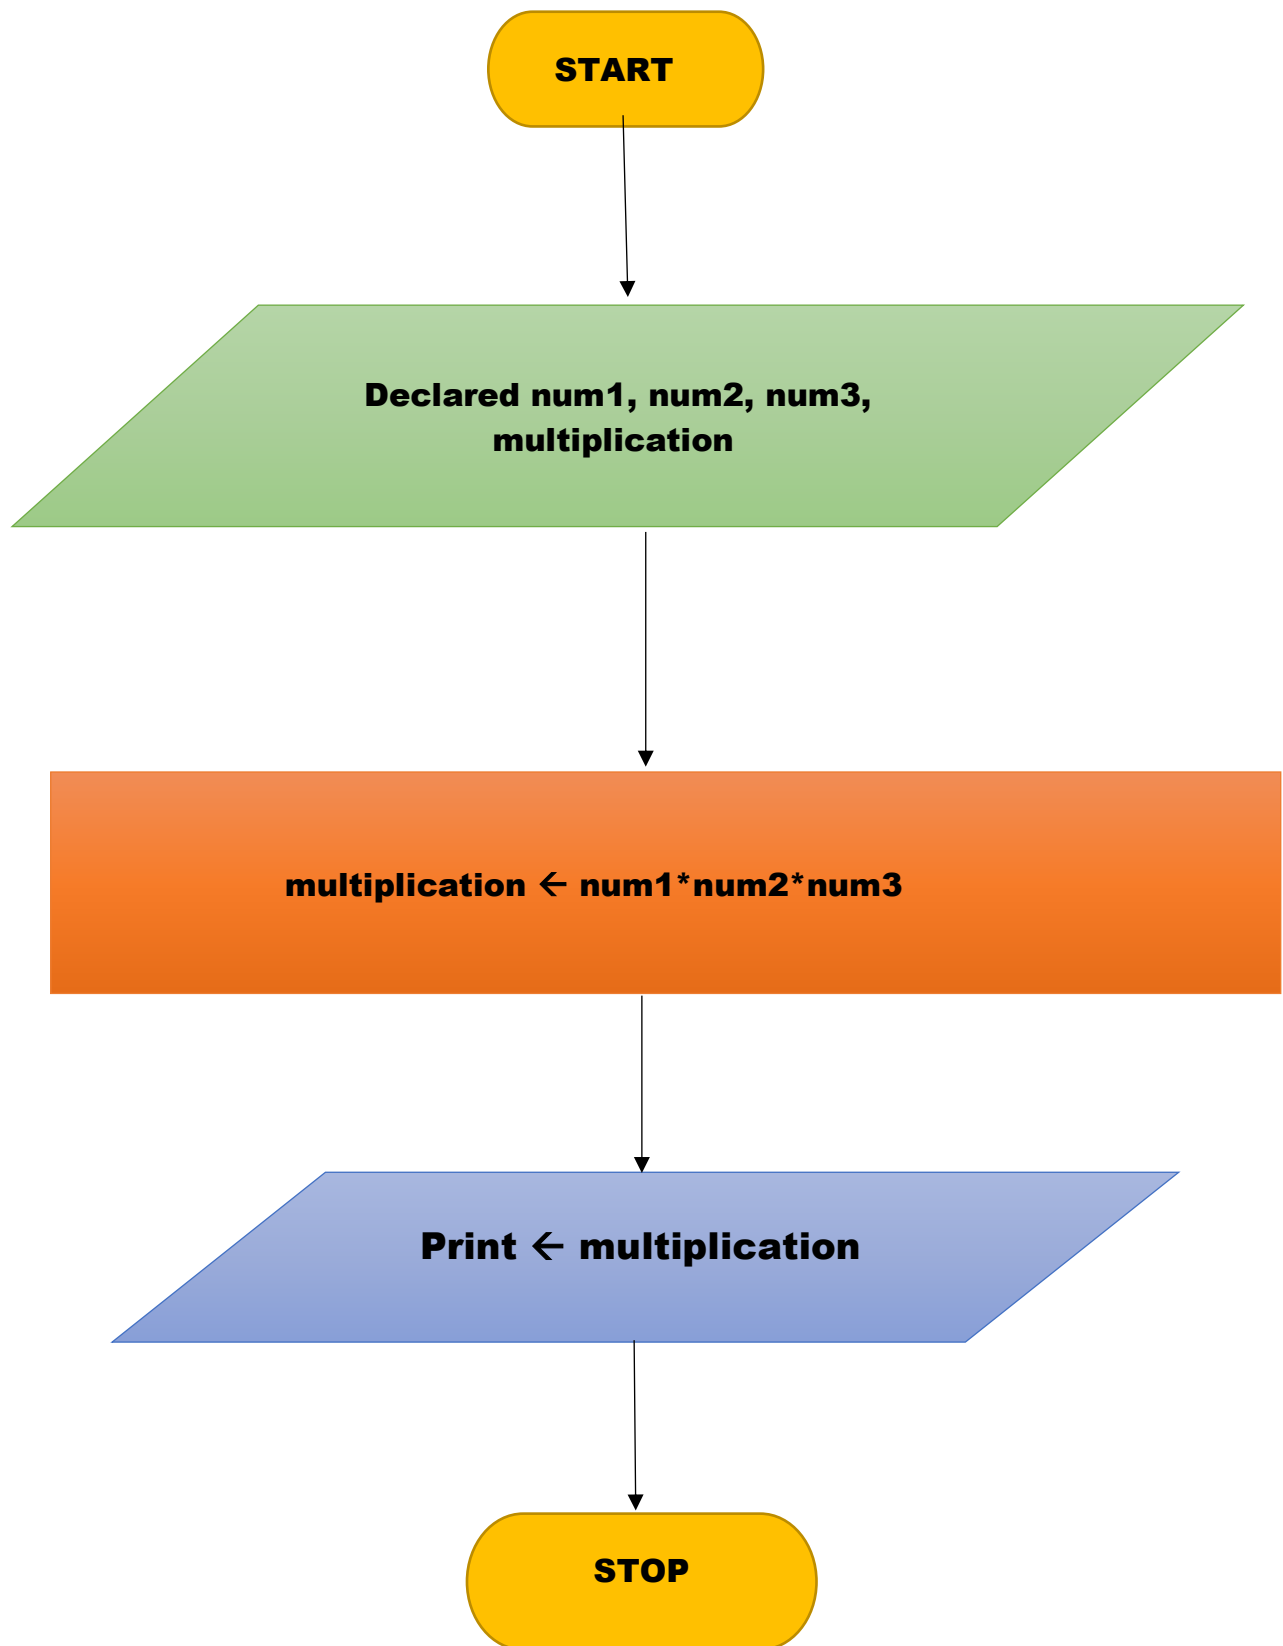 START
Declared num1, num2, num3,
multiplication
multiplication ← num1*num2*num3
Print ← multiplication
STOP